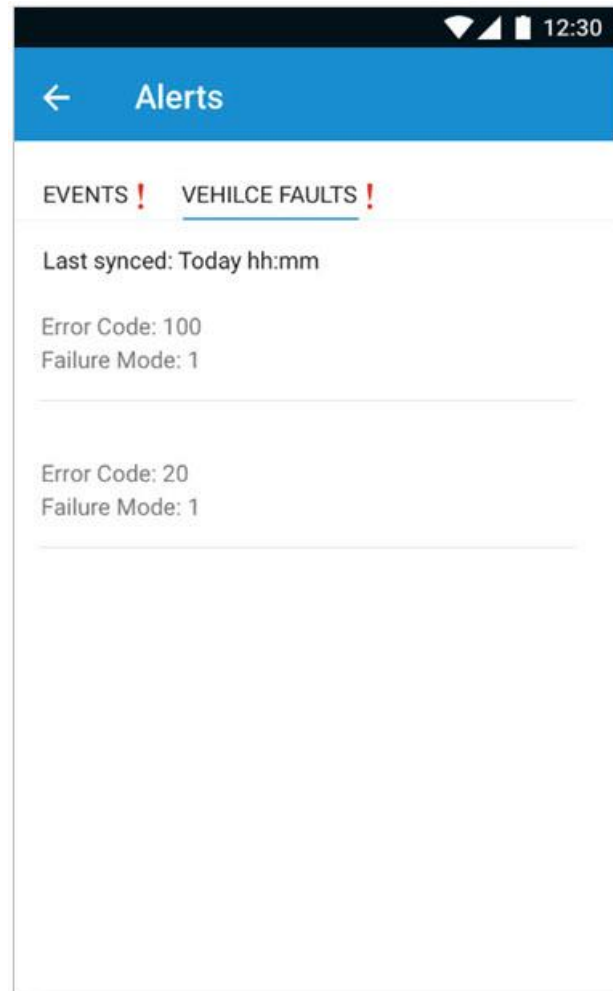 12:30
Alerts
EVENTS ! VEHILCE FAULTS !
Last synced: Today hh:mm
Error Code: 100
Failure Mode: 1
Error Code: 20
Failure Mode: 1